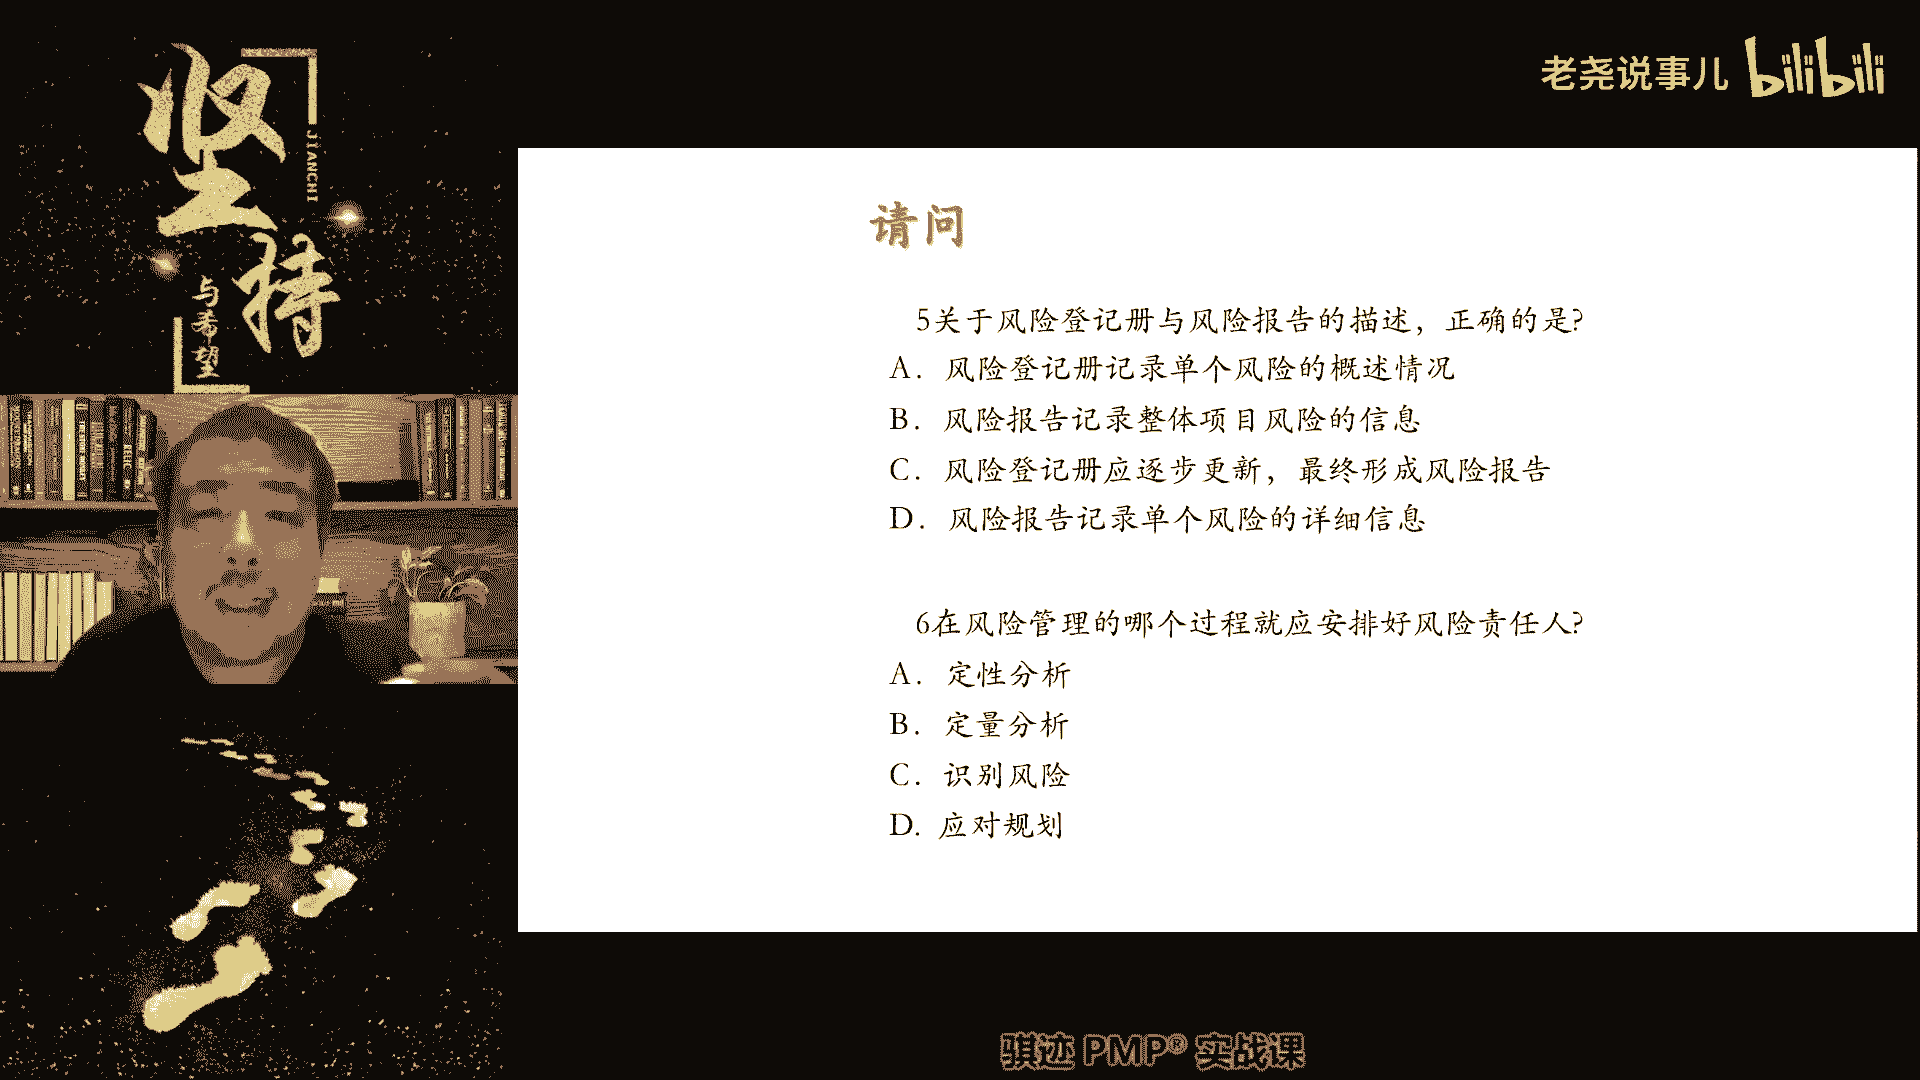 坚持
JIANCHI
与希望
老尧说事儿 bilibili
请问
5关于风险登记册与风险报告的描述，正确的是?
A. 风险登记册记录单个风险的概述情况
B. 风险报告记录整体项目风险的信息
C. 风险登记册应逐步更新，最终形成风险报告
D. 风险报告记录单个风险的详细信息
6在风险管理的哪个过程就应安排好风险责任人?
A. 定性分析
B. 定量分析
C. 识别风险
D. 应对规划
骐迹 PMP® 实战课